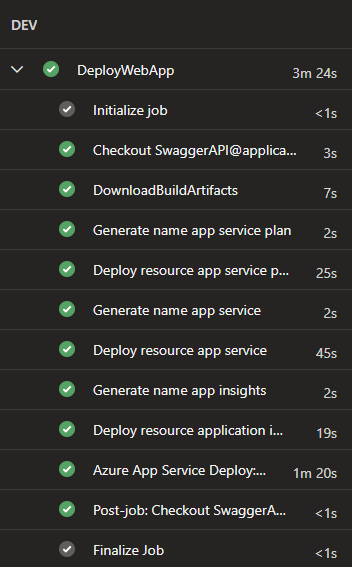 DEV
DeployWebApp 3m 24s
Initialize job <1s
Checkout SwaggerAPI@applica... 3s
DownloadBuildArtifacts 7s
Generate name app service plan 2s
Deploy resource app service p... 25s
Generate name app service 2s
Deploy resource app service 45s
Generate name app insights 2s
Deploy resource application i... 19s
Azure App Service Deploy:... 1m 20s
Post-job: Checkout SwaggerA... <1s
Finalize Job <1s